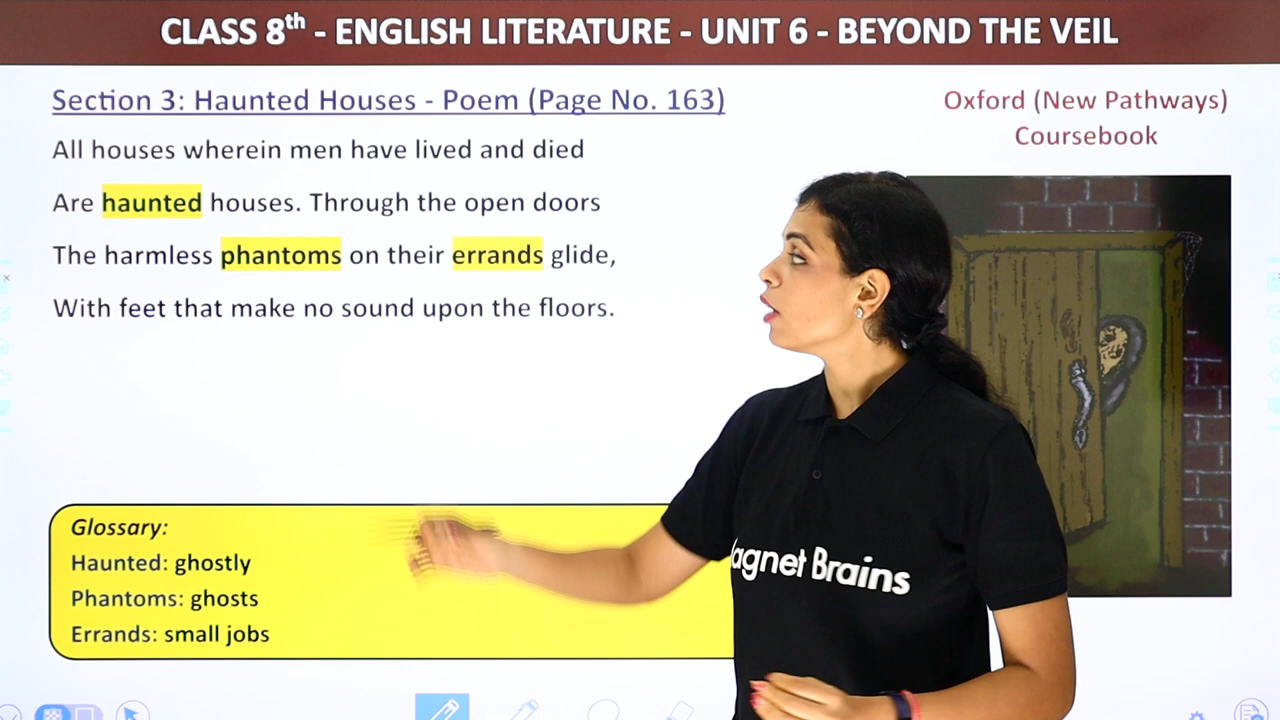 CLASS 8th - ENGLISH LITERATURE - UNIT 6 - BEYOND THE VEIL
Section 3: Haunted Houses - Poem (Page No. 163)
Oxford (New Pathways)
Coursebook
All houses wherein men have lived and died
Are haunted houses. Through the open doors
The harmless phantoms on their errands glide,
With feet that make no sound upon the floors.
Glossary:
Haunted: ghostly
Phantoms: ghosts
Errands: small jobs
agnet Brains